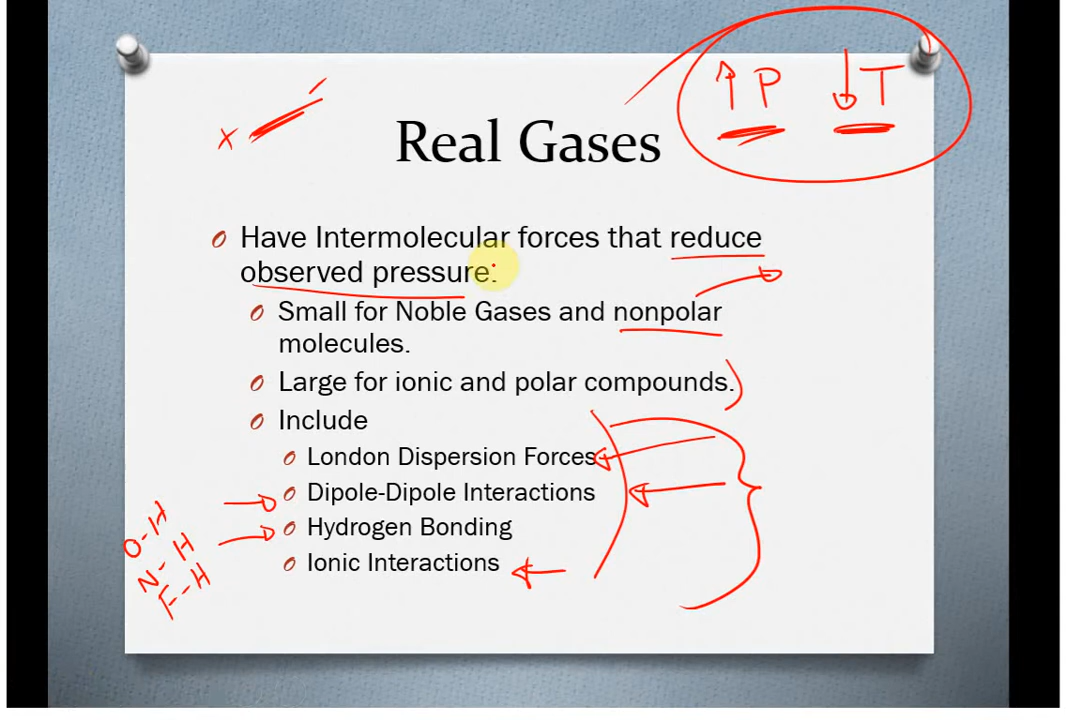 ↑P ↓T
x
Real Gases
Have Intermolecular forces that reduce
observed pressure:
Small for Noble Gases and nonpolar
molecules.
Large for ionic and polar compounds.
Include
London Dispersion Forces
Dipole-Dipole Interactions
Hydrogen Bonding
Ionic Interactions
O-H
N-H
F-H